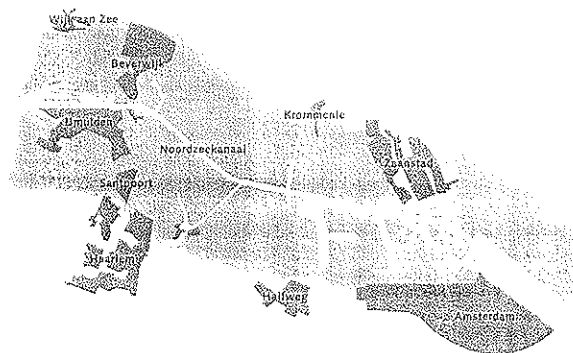 Wijk aan Zee
Beverwijk
IJmuiden
Krommenie
Noordzeekanaal
Zaanstad
Santpoort
Haarlem
Halfweg
Amsterdam